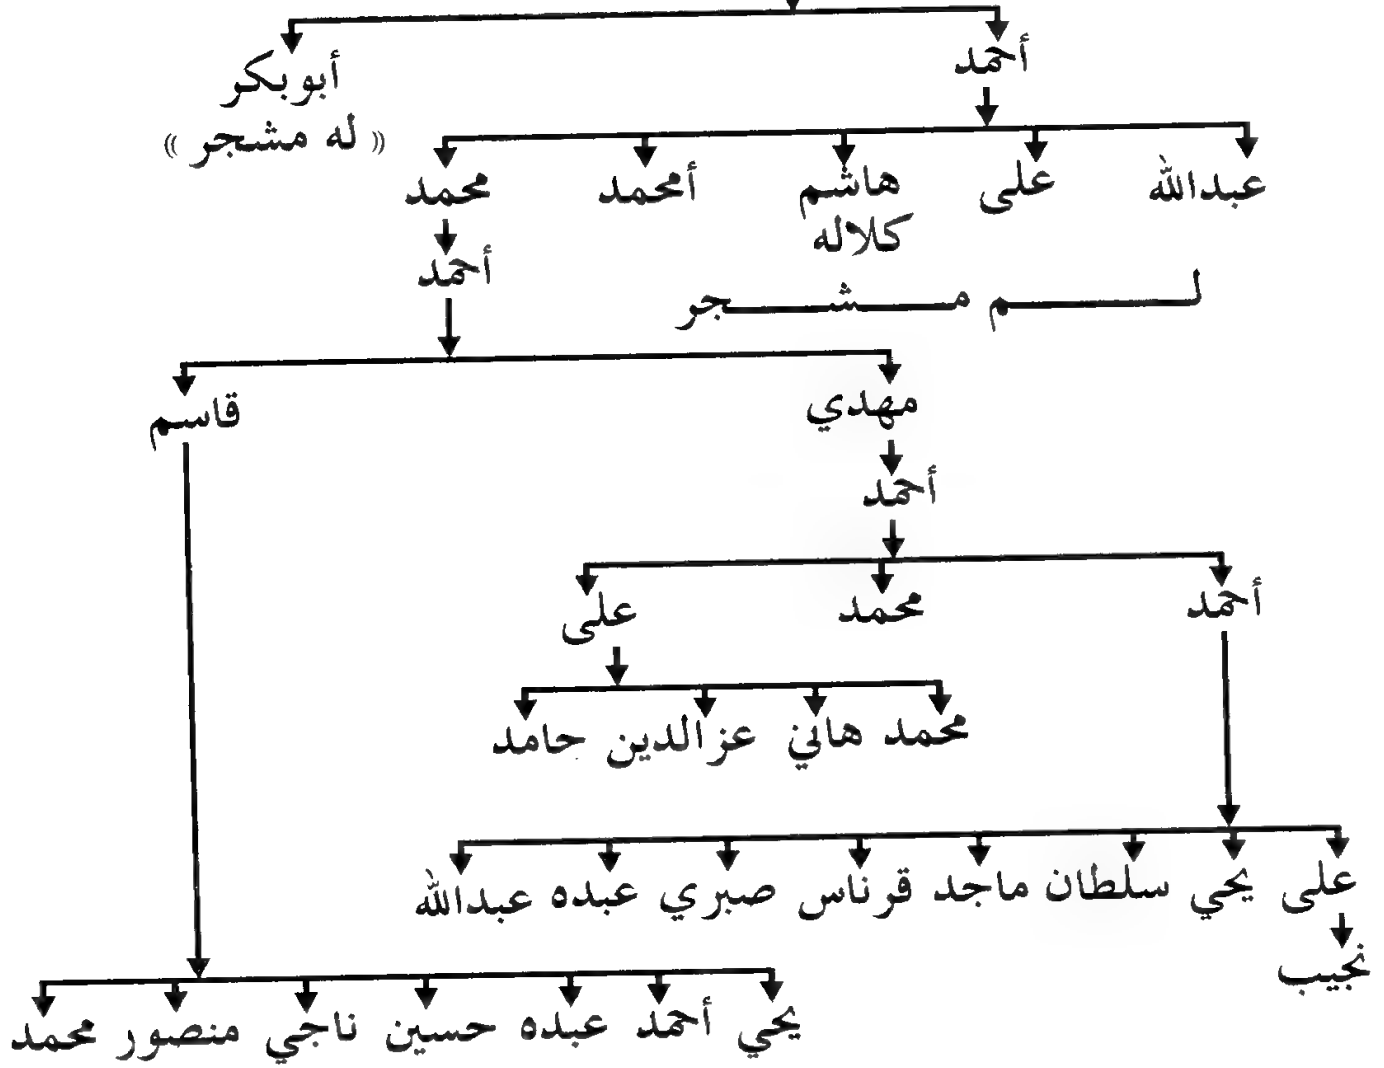 أحمد أبوبكر
(( له مشجر ))
عبدالله على هاشم أمحمد محمد
كلاله
أحمد
لـــــم مـــشـــجر
مهدي قاسم
أحمد
أحمد محمد على
محمد هاني عزالدين حامد
على يحي سلطان ماجد قرناس صبري عبده عبدالله
نجيب
يحي أحمد عبده حسين ناجي منصور محمد